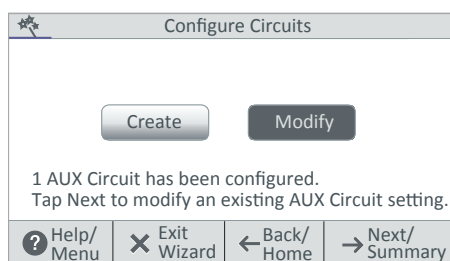 Configure Circuits
Create
Modify
1 AUX Circuit has been configured.
Tap Next to modify an existing AUX Circuit setting.
Help/
Menu
Exit
Wizard
Back/
Home
Next/
Summary